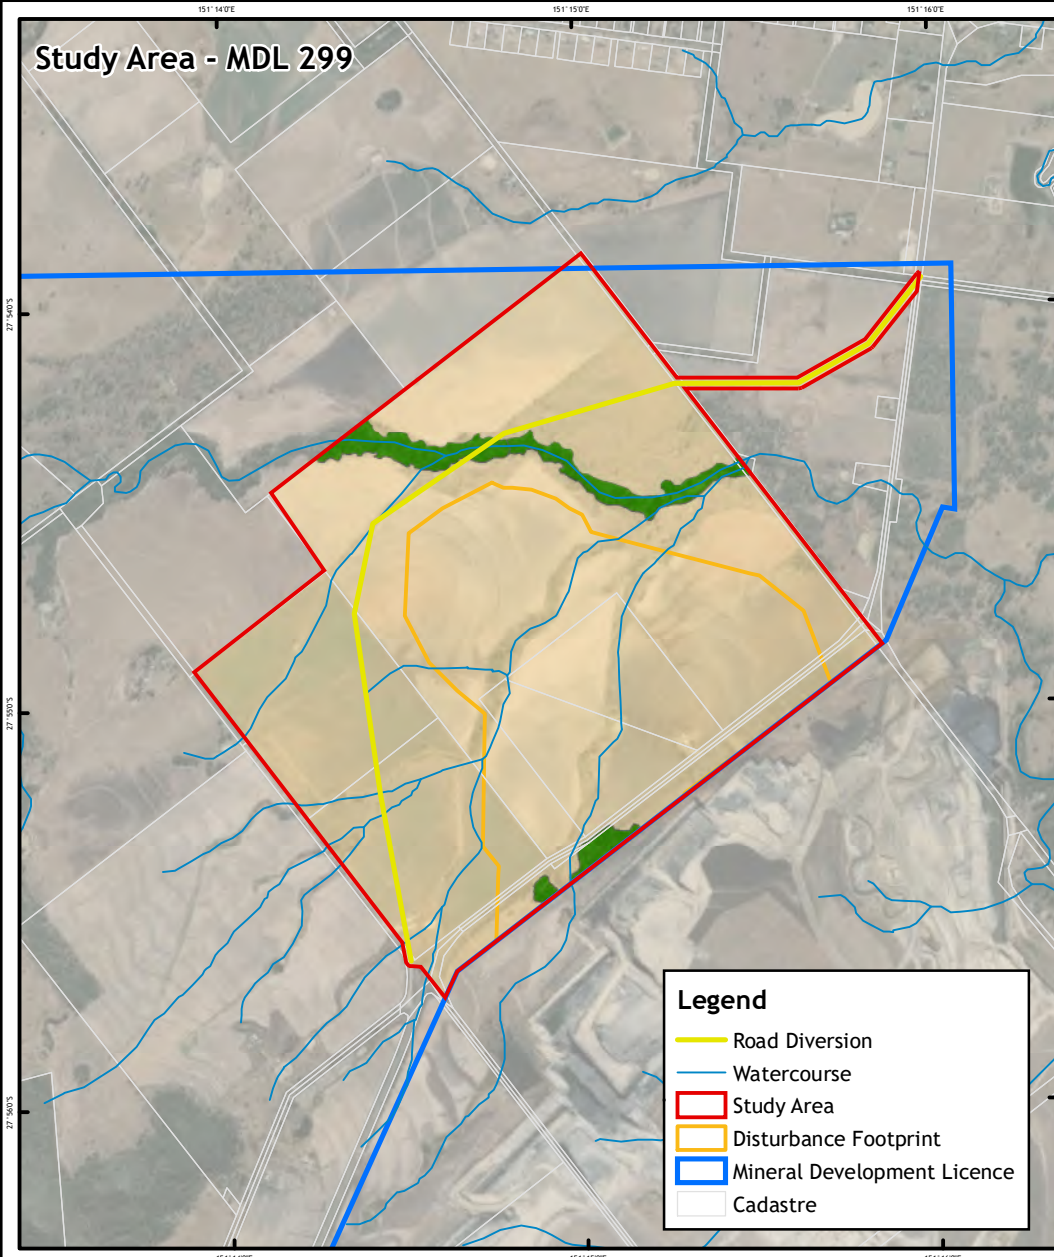 151°14'0"E
151°15'0"E
151°16'0"E
Study Area - MDL 299
27°54'0"S
27°55'0"S
27°56'0"S
Legend
Road Diversion
Watercourse
Study Area
Disturbance Footprint
Mineral Development Licence
Cadastre